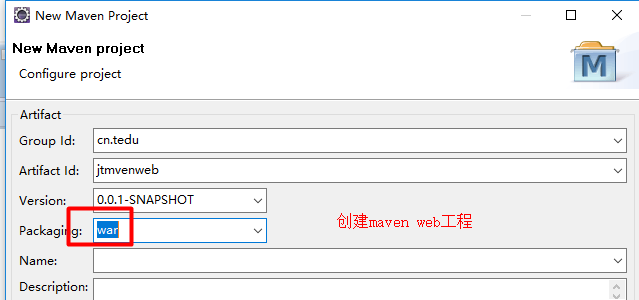 New Maven Project
New Maven project
Configure project
M
Artifact
Group Id: cn.tedu
Artifact Id: jtmvenweb
Version: 0.0.1-SNAPSHOT
创建maven web工程
Packaging: war
Name:
Description: